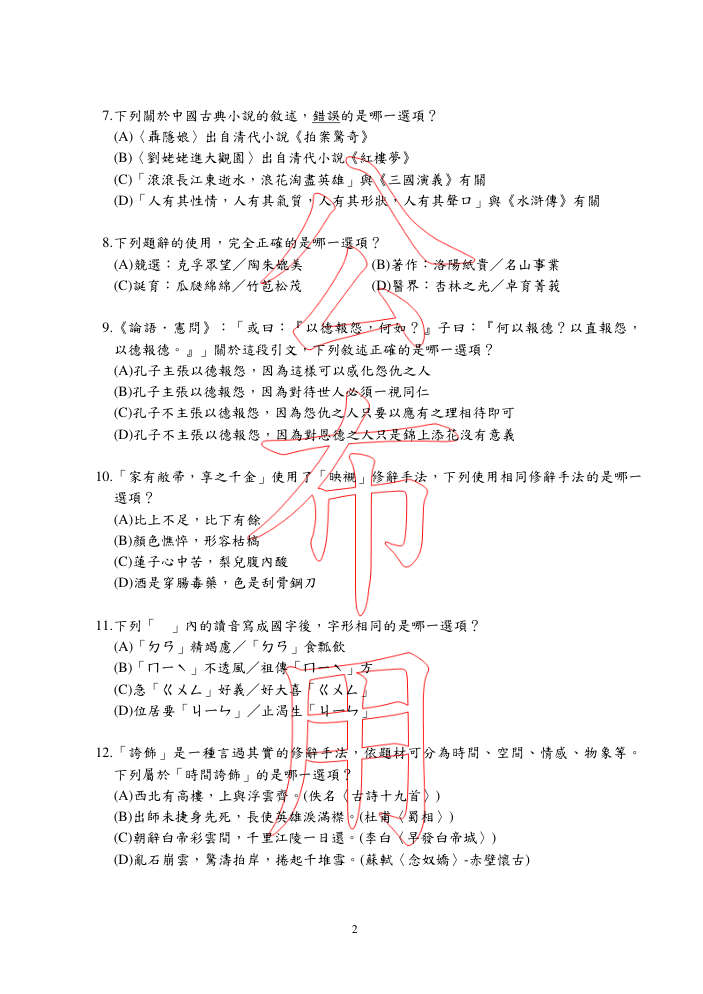 7.下列關於中國古典小說的敘述，錯誤的是哪一選項？
(A)〈聶隱娘〉出自清代小說《拍案驚奇》
(B)〈劉姥姥進大觀園〉出自清代小說《紅樓夢》
(C)「滾滾長江東逝水，浪花淘盡英雄」與《三國演義》有關
(D)「人有其性情，人有其氣質，人有其形狀，人有其聲口」與《水滸傳》有關
8.下列題辭的使用，完全正確的是哪一選項？
(A)競選：克孚眾望／陶朱媲美 (B)著作：洛陽紙貴／名山事業
(C)誕育：瓜瓞綿綿／竹苞松茂 (D)醫界：杏林之光／卓育菁莪
9.《論語．憲問》：「或曰：『以德報怨，何如？』子曰：『何以報德？以直報怨，
以德報德。』」關於這段引文，下列敘述正確的是哪一選項？
(A)孔子主張以德報怨，因為這樣可以感化怨仇之人
(B)孔子主張以德報怨，因為對待世人必須一視同仁
(C)孔子不主張以德報怨，因為怨仇之人只要以應有之理相待即可
(D)孔子不主張以德報怨，因為對恩德之人只是錦上添花沒有意義
10.「家有敝帚，享之千金」使用了「映襯」修辭手法，下列使用相同修辭手法的是哪一
選項？
(A)比上不足，比下有餘
(B)顏色憔悴，形容枯槁
(C)蓮子心中苦，梨兒腹內酸
(D)酒是穿腸毒藥，色是刮骨鋼刀
11.下列「　」內的讀音寫成國字後，字形相同的是哪一選項？
(A)「ㄉㄢ」精竭慮／「ㄉㄢ」食瓢飲
(B)「ㄇㄧˋ」不透風／祖傳「ㄇㄧˋ」方
(C)急「ㄍㄨㄥ」好義／好大喜「ㄍㄨㄥ」
(D)位居要「ㄐㄧㄣ」／止渴生「ㄐㄧㄣ」
12.「誇飾」是一種言過其實的修辭手法，依題材可分為時間、空間、情感、物象等。
下列屬於「時間誇飾」的是哪一選項？
(A)西北有高樓，上與浮雲齊。(佚名〈古詩十九首〉)
(B)出師未捷身先死，長使英雄淚滿襟。(杜甫〈蜀相〉)
(C)朝辭白帝彩雲間，千里江陵一日還。(李白〈早發白帝城〉)
(D)亂石崩雲，驚濤拍岸，捲起千堆雪。(蘇軾〈念奴嬌〉-赤壁懷古)
公布用
2